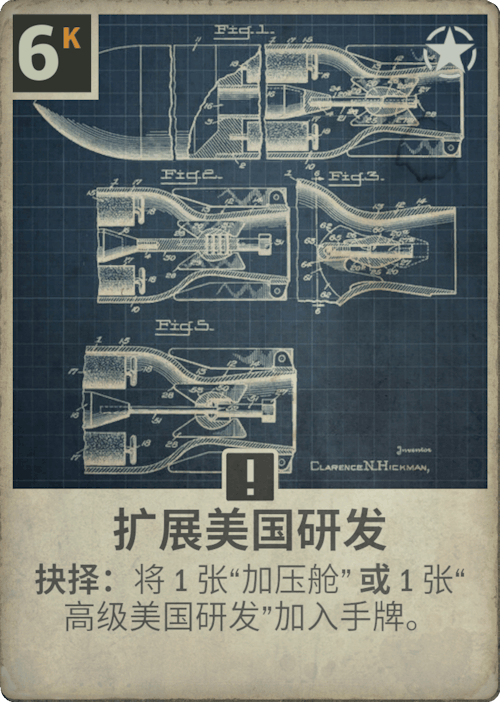 6K
Fig.1.
Fig.2.
Fig.3.
Fig.5.
Inventor
CLARENCE N. HICKMAN,
!
扩展美国研发
抉择：将 1 张“加压舱” 或 1 张“
高级美国研发”加入手牌。